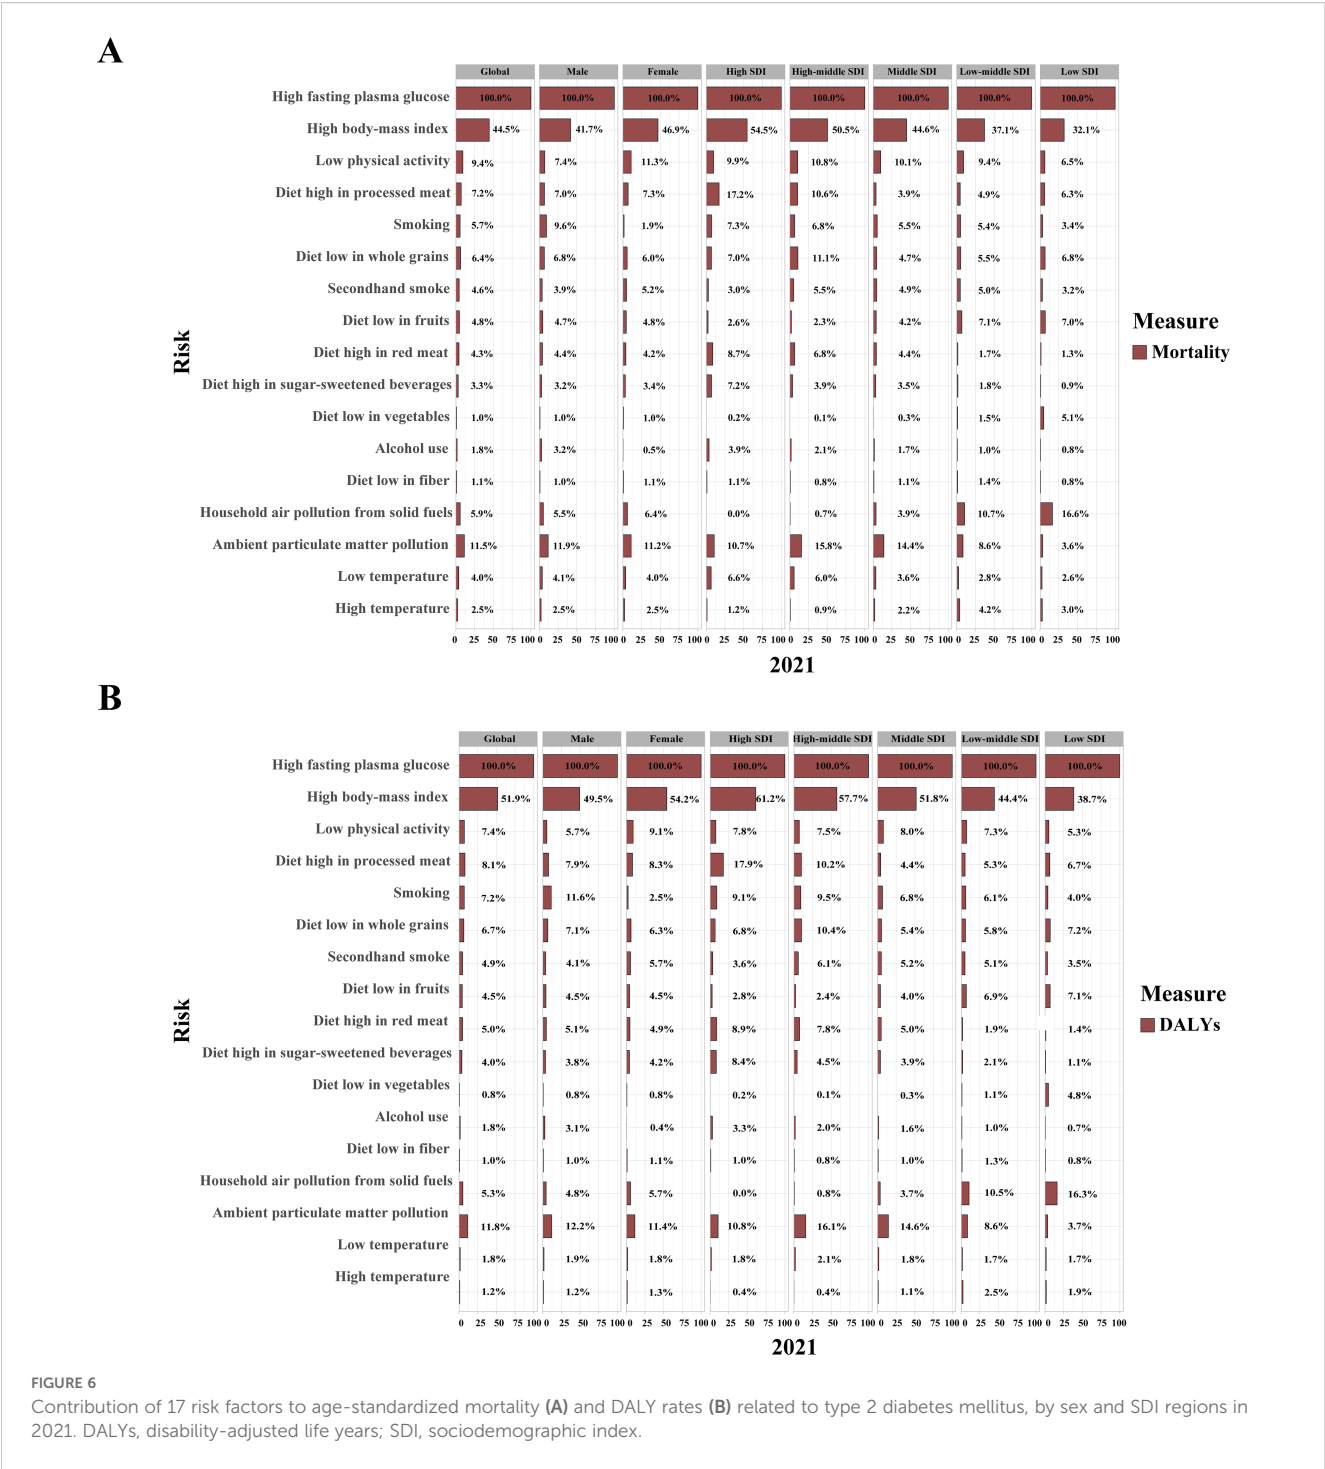 A
Global Male Female High SDI High-middle SDI Middle SDI Low-middle SDI Low SDI
High fasting plasma glucose 100.0% 100.0% 100.0% 100.0% 100.0% 100.0% 100.0% 100.0%
High body-mass index 44.5% 41.7% 46.9% 54.5% 50.5% 44.6% 37.1% 32.1%
Low physical activity 9.4% 7.4% 11.3% 9.9% 10.8% 10.1% 9.4% 6.5%
Diet high in processed meat 7.2% 7.0% 7.3% 17.2% 10.6% 3.9% 4.9% 6.3%
Smoking 5.7% 9.6% 1.9% 7.3% 6.8% 5.5% 5.4% 3.4%
Diet low in whole grains 6.4% 6.8% 6.0% 7.0% 11.1% 4.7% 5.5% 6.8%
Secondhand smoke 4.6% 3.9% 5.2% 3.0% 5.5% 4.9% 5.0% 3.2%
Diet low in fruits 4.8% 4.7% 4.8% 2.6% 2.3% 4.2% 7.1% 7.0%
Diet high in red meat 4.3% 4.4% 4.2% 8.7% 6.8% 4.4% 1.7% 1.3%
Diet high in sugar-sweetened beverages 3.3% 3.2% 3.4% 7.2% 3.9% 3.5% 1.8% 0.9%
Diet low in vegetables 1.0% 1.0% 1.0% 0.2% 0.1% 0.3% 1.5% 5.1%
Alcohol use 1.8% 3.2% 0.5% 3.9% 2.1% 1.7% 1.0% 0.8%
Diet low in fiber 1.1% 1.0% 1.1% 1.1% 0.8% 1.1% 1.4% 0.8%
Household air pollution from solid fuels 5.9% 5.5% 6.4% 0.0% 0.7% 3.9% 10.7% 16.6%
Ambient particulate matter pollution 11.5% 11.9% 11.2% 10.7% 15.8% 14.4% 8.6% 3.6%
Low temperature 4.0% 4.1% 4.0% 6.6% 6.0% 3.6% 2.8% 2.6%
High temperature 2.5% 2.5% 2.5% 1.2% 0.9% 2.2% 4.2% 3.0%
0 25 50 75 100 0 25 50 75 100 0 25 50 75 100 0 25 50 75 100 0 25 50 75 100 0 25 50 75 100 0 25 50 75 100 0 25 50 75 100
2021
Risk
Measure
Mortality
B
Global Male Female High SDI High-middle SDI Middle SDI Low-middle SDI Low SDI
High fasting plasma glucose 100.0% 100.0% 100.0% 100.0% 100.0% 100.0% 100.0% 100.0%
High body-mass index 51.9% 49.5% 54.2% 61.2% 57.7% 51.8% 44.4% 38.7%
Low physical activity 7.4% 5.7% 9.1% 7.8% 7.5% 8.0% 7.3% 5.3%
Diet high in processed meat 8.1% 7.9% 8.3% 17.9% 10.2% 4.4% 5.3% 6.7%
Smoking 7.2% 11.6% 2.5% 9.1% 9.5% 6.8% 6.1% 4.0%
Diet low in whole grains 6.7% 7.1% 6.3% 6.8% 10.4% 5.4% 5.8% 7.2%
Secondhand smoke 4.9% 4.1% 5.7% 3.6% 6.1% 5.2% 5.1% 3.5%
Diet low in fruits 4.5% 4.5% 4.5% 2.8% 2.4% 4.0% 6.9% 7.1%
Diet high in red meat 5.0% 5.1% 4.9% 8.9% 7.8% 5.0% 1.9% 1.4%
Diet high in sugar-sweetened beverages 4.0% 3.8% 4.2% 8.4% 4.5% 3.9% 2.1% 1.1%
Diet low in vegetables 0.8% 0.8% 0.8% 0.2% 0.1% 0.3% 1.1% 4.8%
Alcohol use 1.8% 3.1% 0.4% 3.3% 2.0% 1.6% 1.0% 0.7%
Diet low in fiber 1.0% 1.0% 1.1% 1.0% 0.8% 1.0% 1.3% 0.8%
Household air pollution from solid fuels 5.3% 4.8% 5.7% 0.0% 0.8% 3.7% 10.5% 16.3%
Ambient particulate matter pollution 11.8% 12.2% 11.4% 10.8% 16.1% 14.6% 8.6% 3.7%
Low temperature 1.8% 1.9% 1.8% 1.8% 2.1% 1.8% 1.7% 1.7%
High temperature 1.2% 1.2% 1.3% 0.4% 0.4% 1.1% 2.5% 1.9%
0 25 50 75 100 0 25 50 75 100 0 25 50 75 100 0 25 50 75 100 0 25 50 75 100 0 25 50 75 100 0 25 50 75 100 0 25 50 75 100
2021
Risk
Measure
DALYs
FIGURE 6
Contribution of 17 risk factors to age-standardized mortality (A) and DALY rates (B) related to type 2 diabetes mellitus, by sex and SDI regions in
2021. DALYs, disability-adjusted life years; SDI, sociodemographic index.